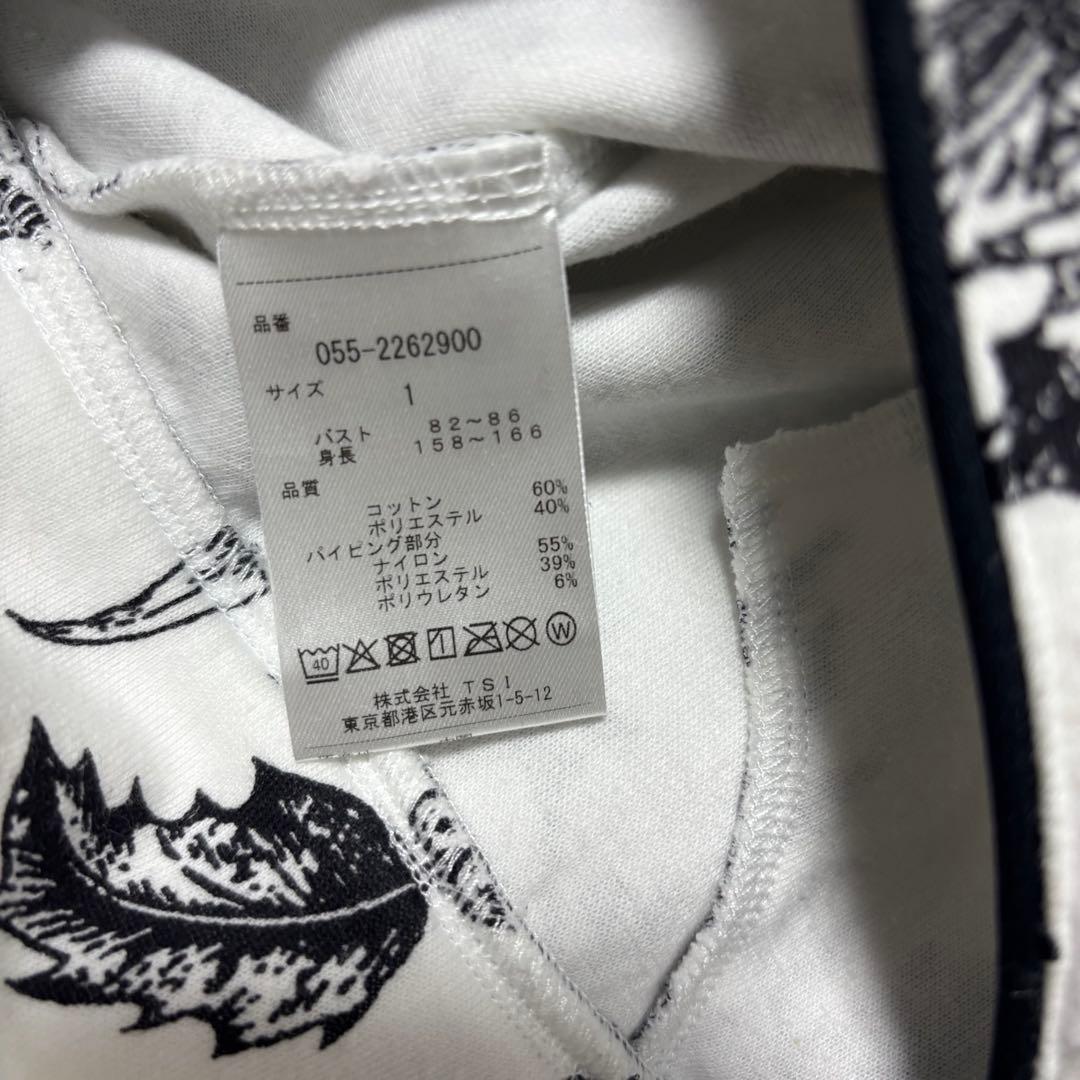 品番
055-2262900
サイズ 1
バスト 82～86
身長 158～166
品質
コットン 60%
ポリエステル 40%
パイピング部分
ナイロン 55%
ポリエステル 39%
ポリウレタン 6%
40 W
株式会社 TSI
東京都港区元赤坂1-5-12